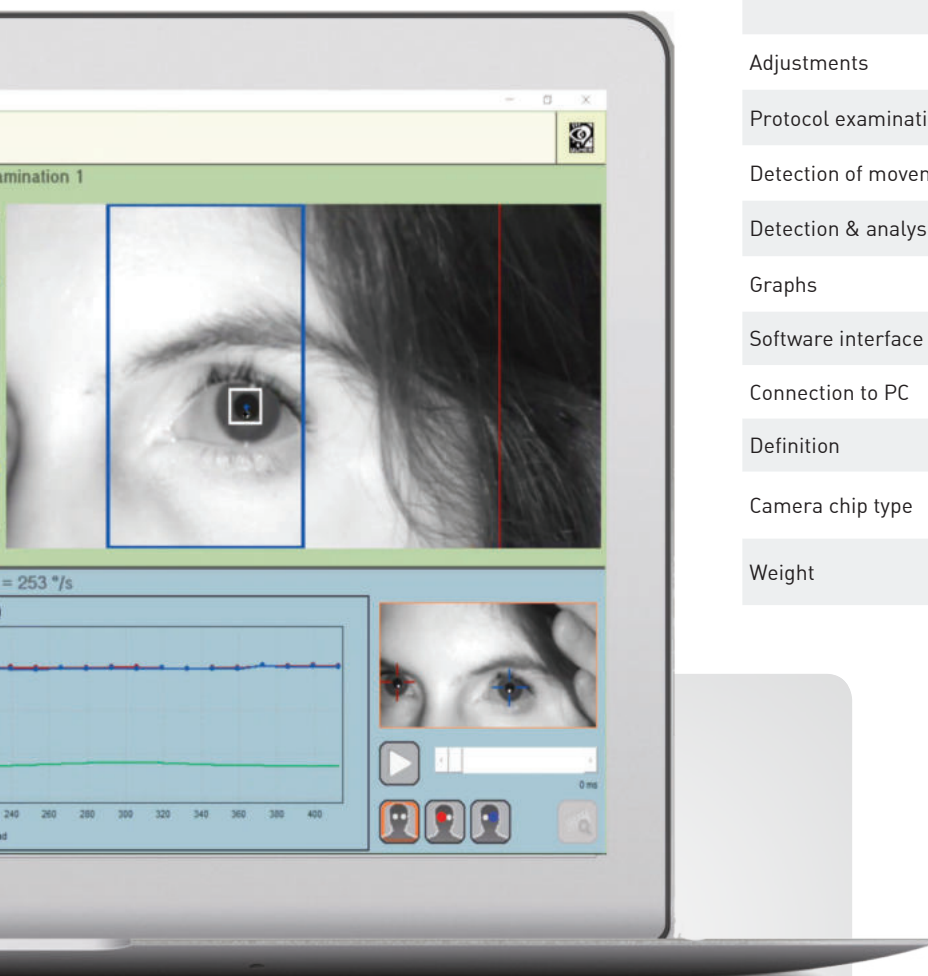 amination 1
= 253 °/s
240 260 280 300 320 340 360 380 400
0 ms
Adjustments
Protocol examinati
Detection of movem
Detection & analys
Graphs
Software interface
Connection to PC
Definition
Camera chip type
Weight